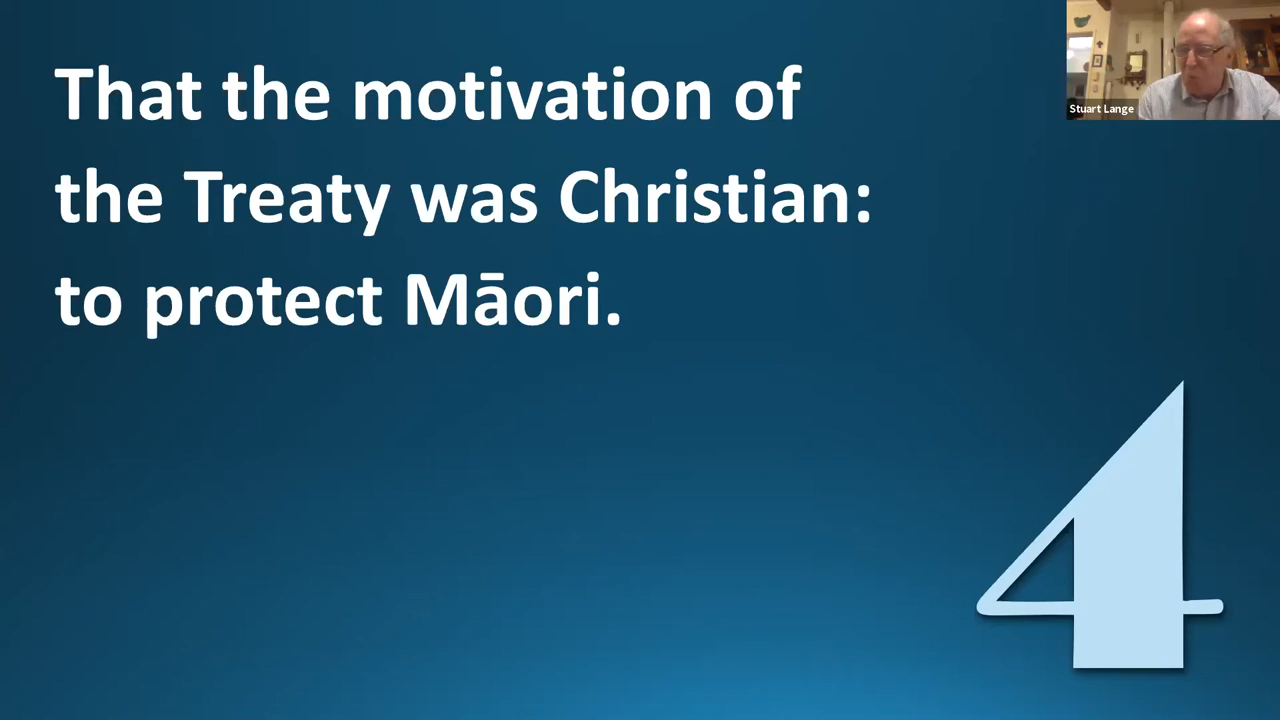 That the motivation of
the Treaty was Christian:
to protect Māori.
Stuart Lange
4